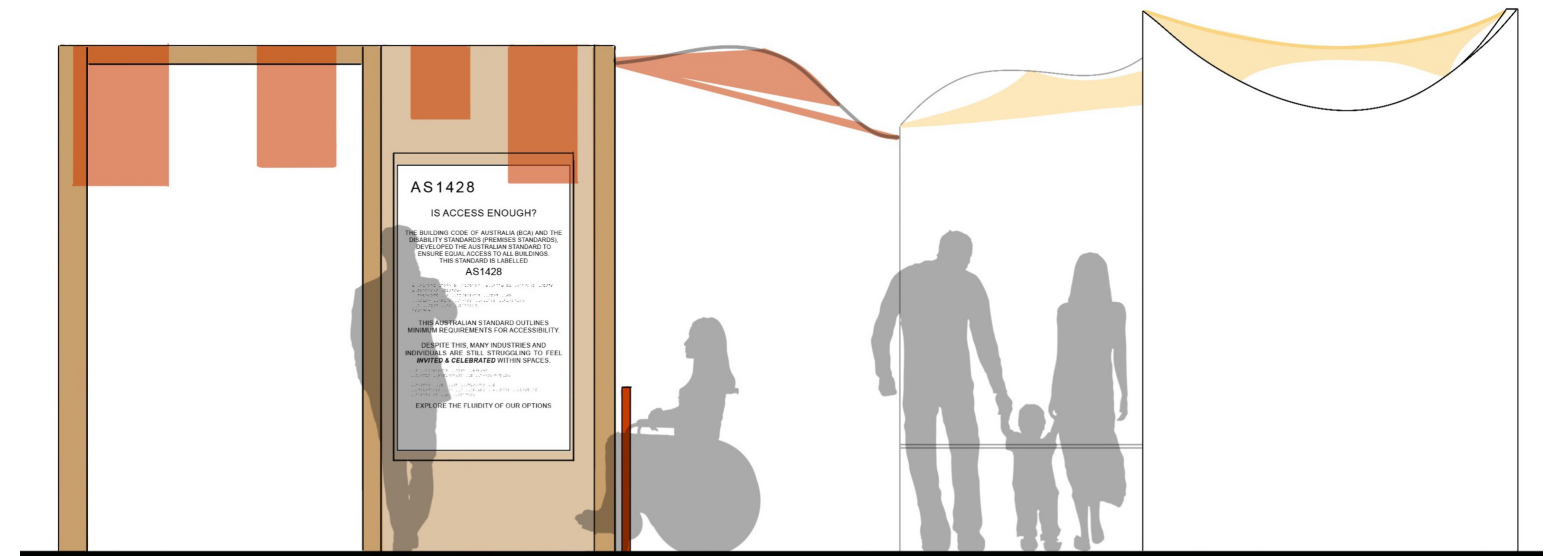 AS1428
IS ACCESS ENOUGH?
THE BUILDING CODE OF AUSTRALIA (BCA) AND THE
DISABILITY STANDARDS (PREMISES STANDARDS),
DEVELOPED THE AUSTRALIAN STANDARD TO
ENSURE EQUAL ACCESS TO ALL BUILDINGS.
THIS STANDARD IS LABELLED
AS1428
THIS AUSTRALIAN STANDARD OUTLINES
MINIMUM REQUIREMENTS FOR ACCESSIBILITY.
DESPITE THIS, MANY INDUSTRIES AND
INDIVIDUALS ARE STILL STRUGGLING TO FEEL
INVITED & CELEBRATED WITHIN SPACES.
EXPLORE THE FLUIDITY OF OUR OPTIONS